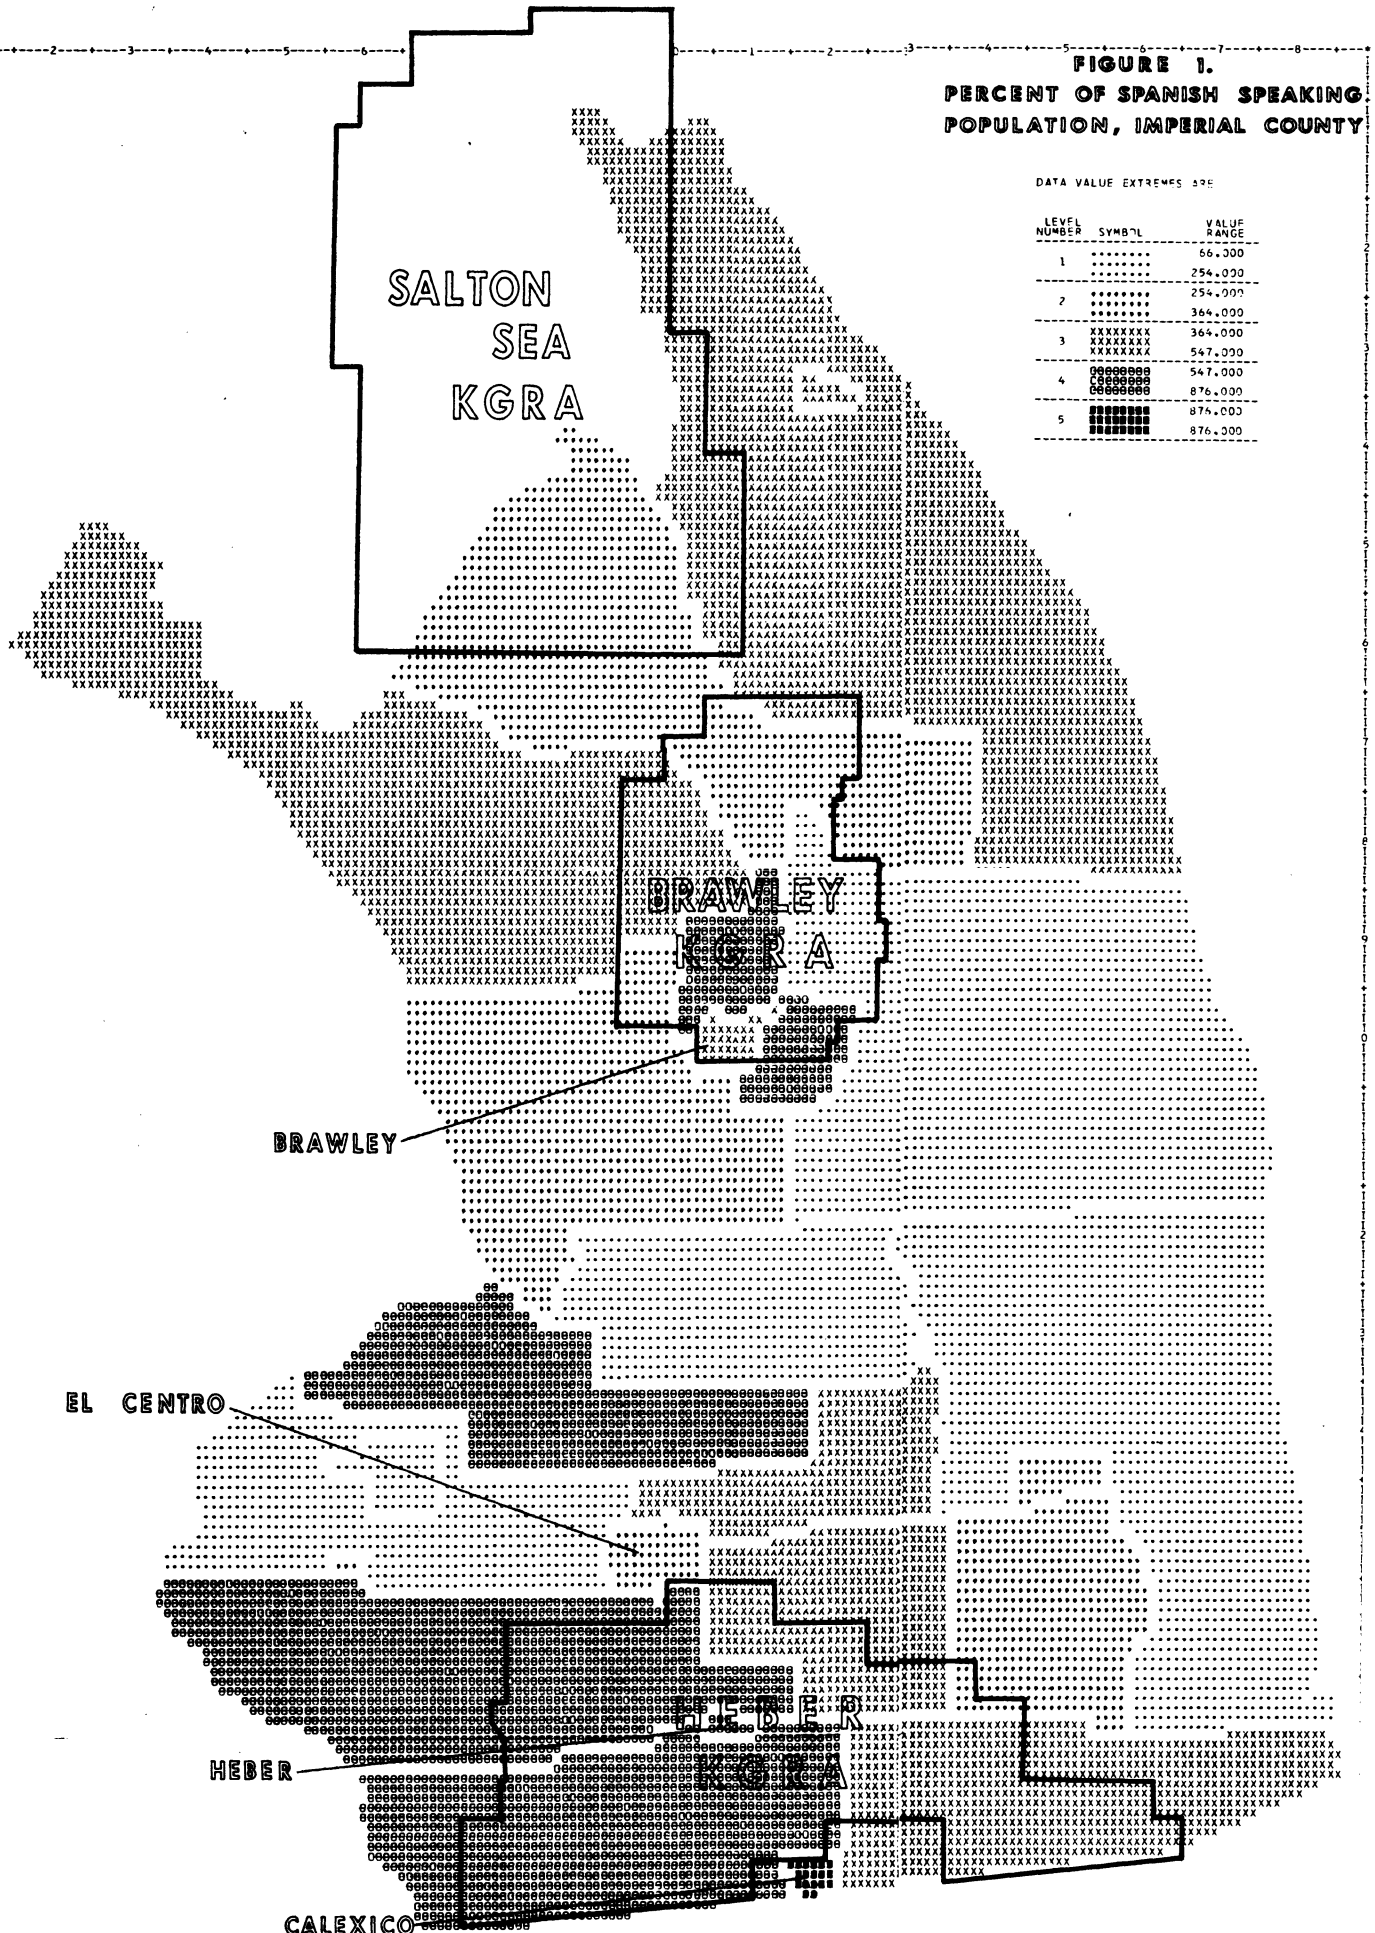 FIGURE 1.
PERCENT OF SPANISH SPEAKING
POPULATION, IMPERIAL COUNTY
DATA VALUE EXTREMES ARE
LEVEL NUMBER SYMBOL VALUE RANGE
1 66.000
254.000
2 254.000
364.000
3 364.000
547.000
4 547.000
876.000
5 876.000
876.000
SALTON
SEA
KGRA
BRAWLEY
KGRA
BRAWLEY
EL CENTRO
HEBER
KGRA
HEBER
CALEXICO